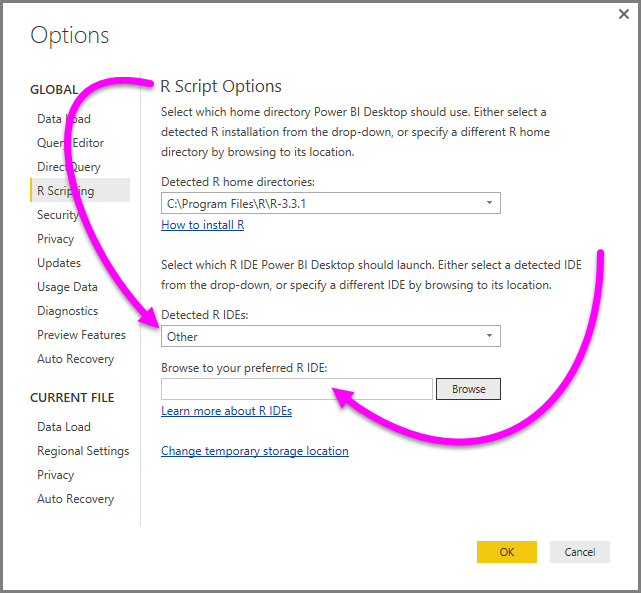 Options
GLOBAL
Data Load
Query Editor
DirectQuery
R Scripting
Security
Privacy
Updates
Usage Data
Diagnostics
Preview Features
Auto Recovery
CURRENT FILE
Data Load
Regional Settings
Privacy
Auto Recovery
R Script Options
Select which home directory Power BI Desktop should use. Either select a
detected R installation from the drop-down, or specify a different R home
directory by browsing to its location.
Detected R home directories:
C:\Program Files\R\R-3.3.1
How to install R
Select which R IDE Power BI Desktop should launch. Either select a detected IDE
from the drop-down, or specify a different IDE by browsing to its location.
Detected R IDEs:
Other
Browse to your preferred R IDE:
Browse
Learn more about R IDEs
Change temporary storage location
OK
Cancel